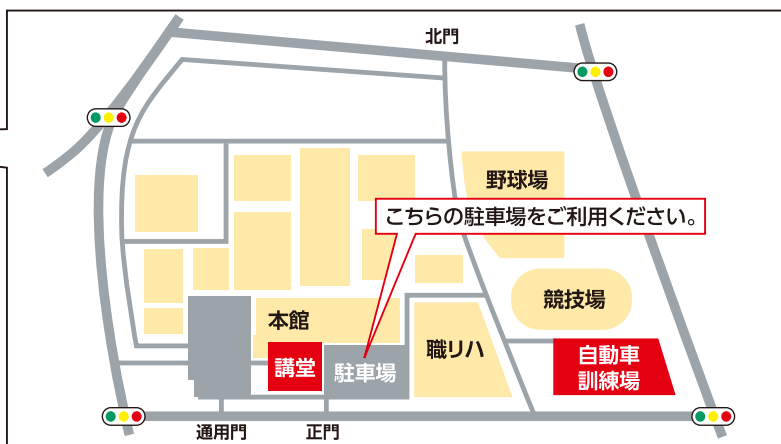 北門
野球場
こちらの駐車場をご利用ください。
競技場
本館
職リハ
自動車
訓練場
講堂
駐車場
通用門
正門